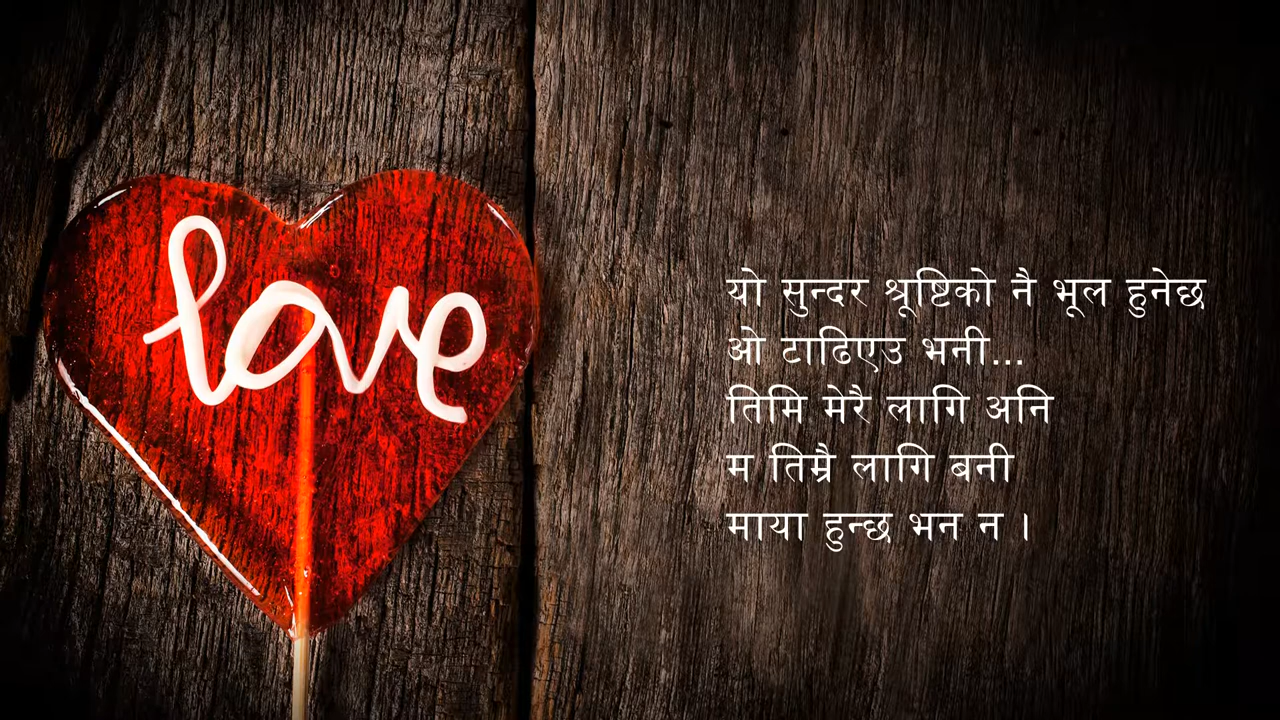 love
यो सुन्दर श्रृष्टिको नै भूल हुनेछ
ओ टाढिएउ भनी...
तिमि मेरै लागि अनि
म तिम्रै लागि बनी
माया हुन्छ भन न ।